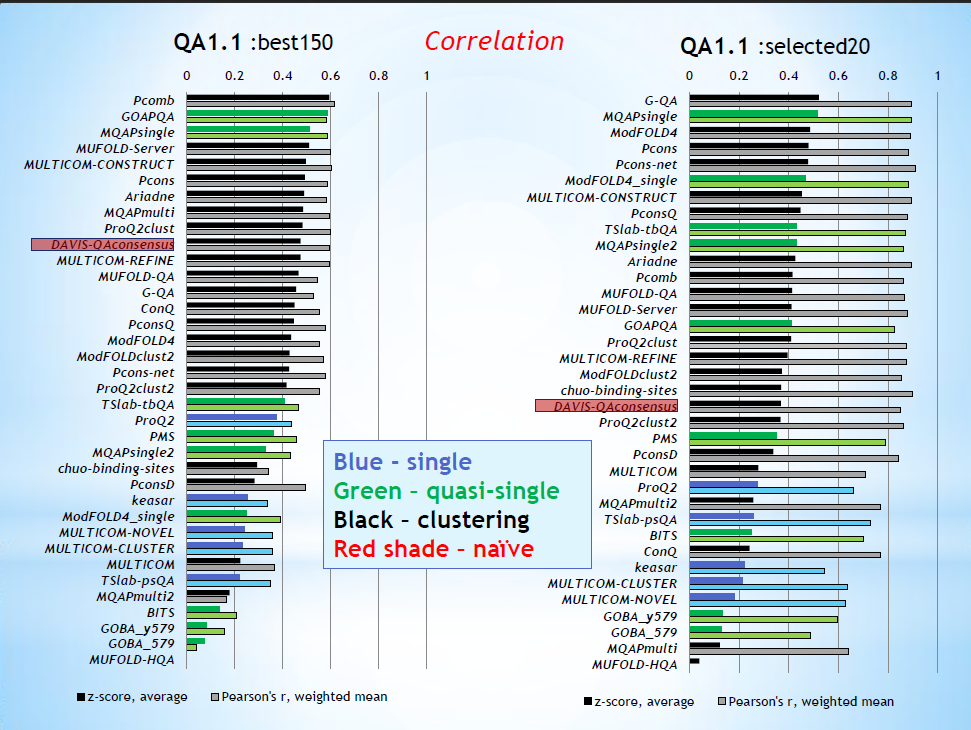 QA1.1 :best150
Correlation
QA1.1 :selected20
0 0.2 0.4 0.6 0.8 1
Pcomb
GOAPQA
MQAPsingle
MUFOLD-Server
MULTICOM-CONSTRUCT
Pcons
Ariadne
MQAPmulti
ProQ2clust
DAVIS-QAconsensus
MULTICOM-REFINE
MUFOLD-QA
G-QA
ConQ
PconsQ
ModFOLD4
ModFOLDclust2
Pcons-net
ProQ2clust2
TSlab-tbQA
ProQ2
PMS
MQAPsingle2
chuo-binding-sites
PconsD
keasar
ModFOLD4_single
MULTICOM-NOVEL
MULTICOM-CLUSTER
MULTICOM
TSlab-psQA
MQAPmulti2
BITS
GOBA_y579
GOBA_579
MUFOLD-HQA
z-score, average Pearson's r, weighted mean
Blue - single
Green – quasi-single
Black – clustering
Red shade – naïve
0 0.2 0.4 0.6 0.8 1
G-QA
MQAPsingle
ModFOLD4
Pcons
Pcons-net
ModFOLD4_single
MULTICOM-CONSTRUCT
PconsQ
TSlab-tbQA
MQAPsingle2
Ariadne
Pcomb
MUFOLD-QA
MUFOLD-Server
GOAPQA
ProQ2clust
MULTICOM-REFINE
ModFOLDclust2
chuo-binding-sites
DAVIS-QAconsensus
ProQ2clust2
PMS
PconsD
MULTICOM
ProQ2
MQAPmulti2
TSlab-psQA
BITS
ConQ
keasar
MULTICOM-CLUSTER
MULTICOM-NOVEL
GOBA_y579
GOBA_579
MQAPmulti
MUFOLD-HQA
z-score, average Pearson's r, weighted mean